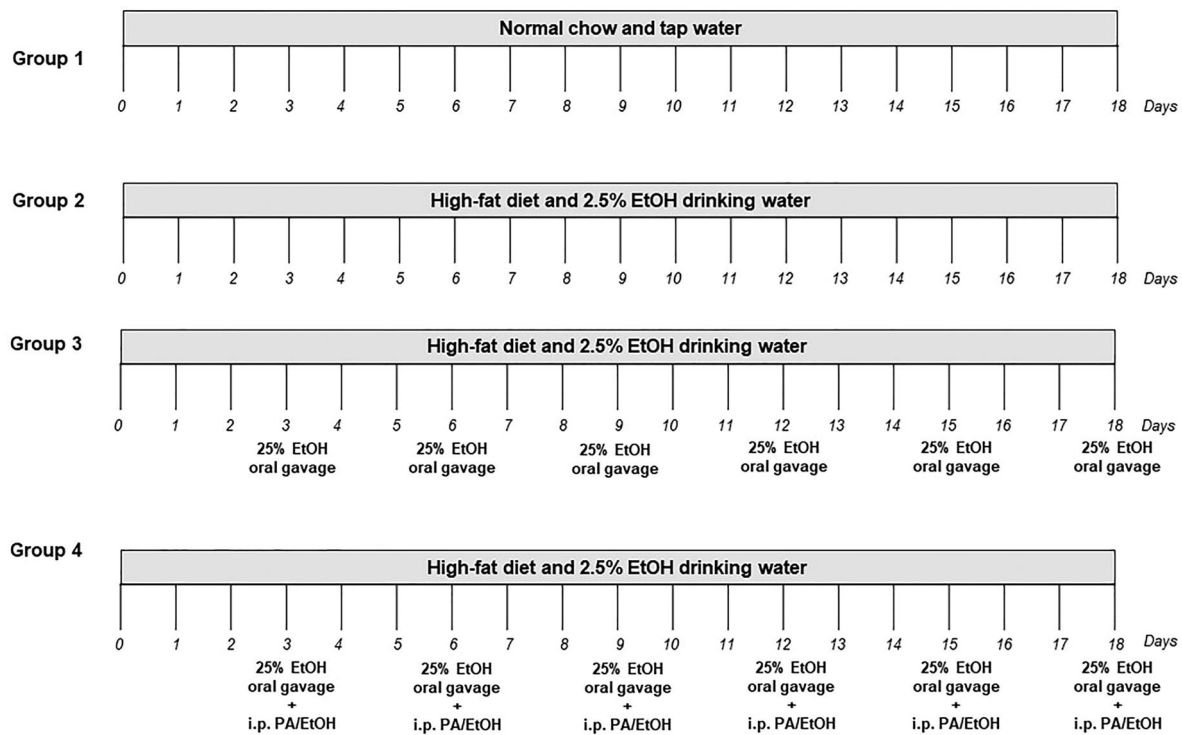 Normal chow and tap water
Group 1
0 1 2 3 4 5 6 7 8 9 10 11 12 13 14 15 16 17 18 Days
Group 2
High-fat diet and 2.5% EtOH drinking water
0 1 2 3 4 5 6 7 8 9 10 11 12 13 14 15 16 17 18 Days
Group 3
High-fat diet and 2.5% EtOH drinking water
0 1 2 3 4 5 6 7 8 9 10 11 12 13 14 15 16 17 18 Days
25% EtOH 25% EtOH 25% EtOH 25% EtOH 25% EtOH 25% EtOH
oral gavage oral gavage oral gavage oral gavage oral gavage oral gavage
Group 4
High-fat diet and 2.5% EtOH drinking water
0 1 2 3 4 5 6 7 8 9 10 11 12 13 14 15 16 17 18 Days
25% EtOH 25% EtOH 25% EtOH 25% EtOH 25% EtOH 25% EtOH
oral gavage oral gavage oral gavage oral gavage oral gavage oral gavage
+ + + + + +
i.p. PA/EtOH i.p. PA/EtOH i.p. PA/EtOH i.p. PA/EtOH i.p. PA/EtOH i.p. PA/EtOH